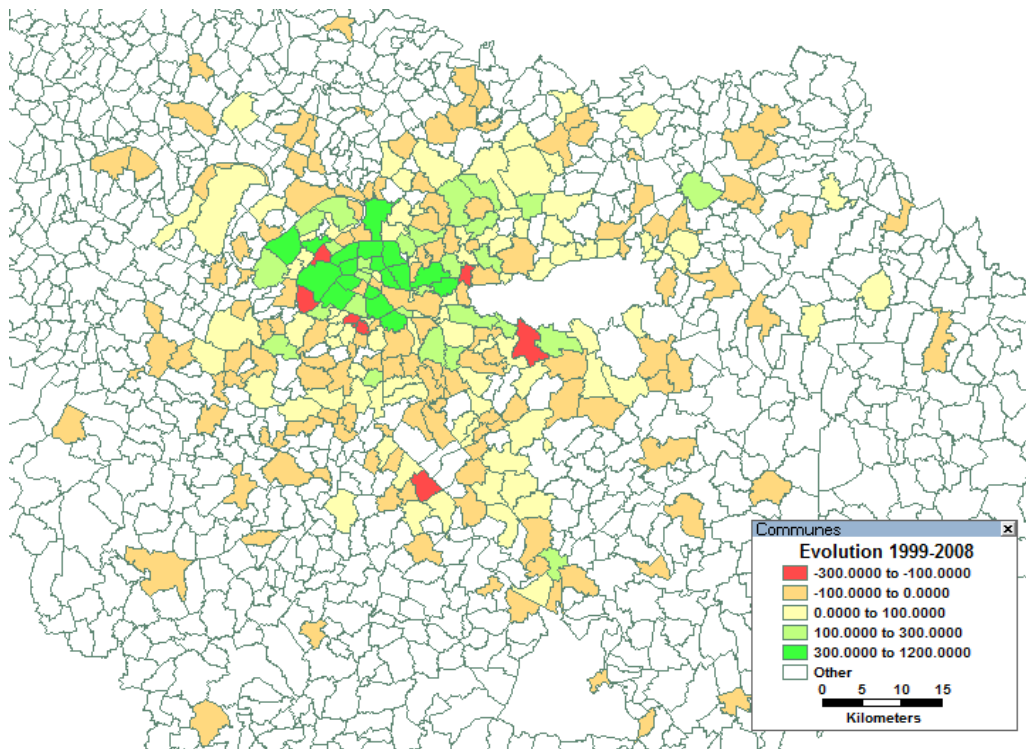 Communes
Evolution 1999-2008
-300.0000 to -100.0000
-100.0000 to 0.0000
0.0000 to 100.0000
100.0000 to 300.0000
300.0000 to 1200.0000
Other
0 5 10 15
Kilometers